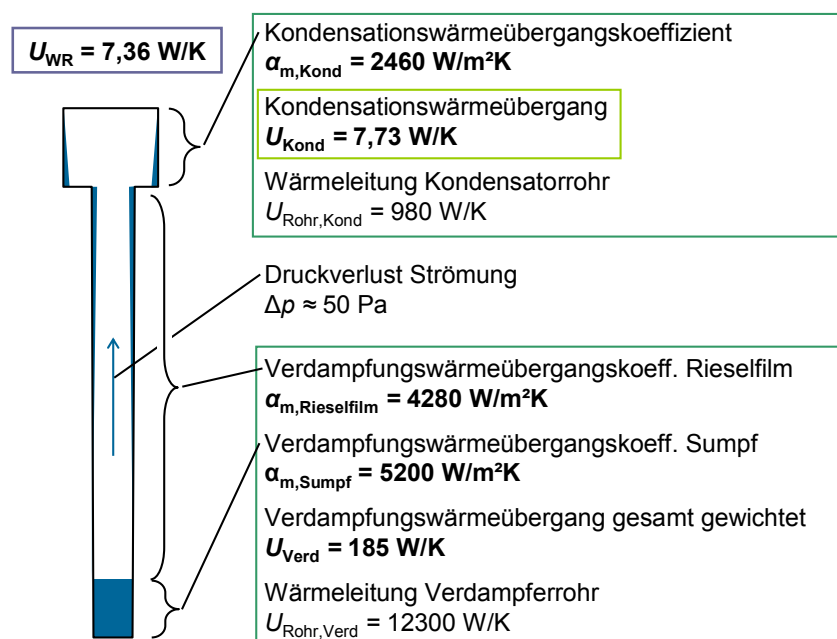 U_WR = 7,36 W/K
Kondensationswärmeübergangskoeffizient
α_m,Kond = 2460 W/m²K
Kondensationswärmeübergang
U_Kond = 7,73 W/K
Wärmeleitung Kondensatorrohr
U_Rohr,Kond = 980 W/K
Druckverlust Strömung
Δp ≈ 50 Pa
Verdampfungswärmeübergangskoeff. Rieselfilm
α_m,Rieselfilm = 4280 W/m²K
Verdampfungswärmeübergangskoeff. Sumpf
α_m,Sumpf = 5200 W/m²K
Verdampfungswärmeübergang gesamt gewichtet
U_Verd = 185 W/K
Wärmeleitung Verdampferrohr
U_Rohr,Verd = 12300 W/K